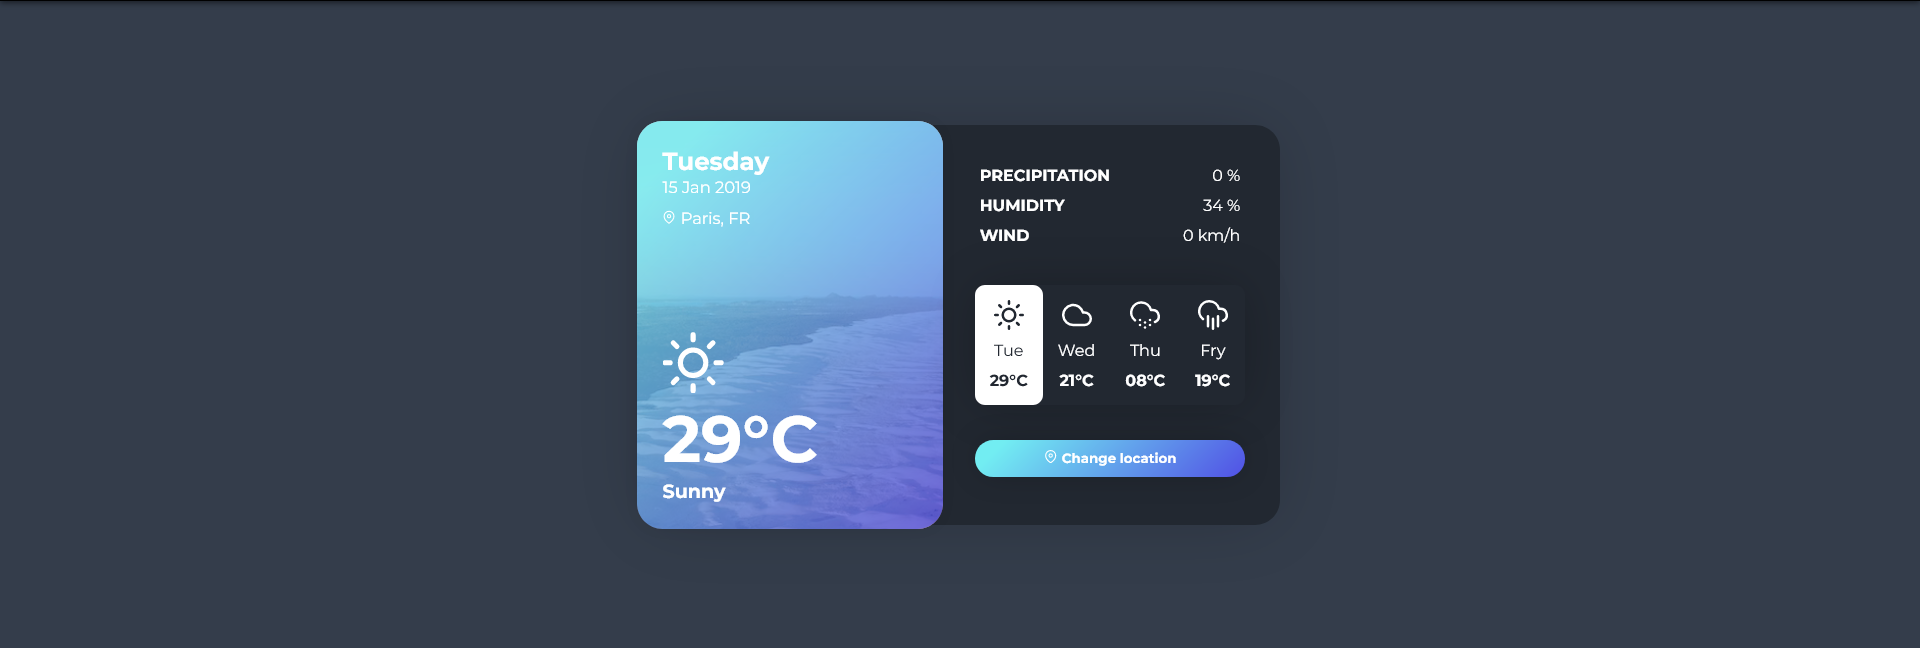 Tuesday
15 Jan 2019
Paris, FR
29°C
Sunny
PRECIPITATION 0 %
HUMIDITY 34 %
WIND 0 km/h
Tue Wed Thu Fry
29°C 21°C 08°C 19°C
Change location